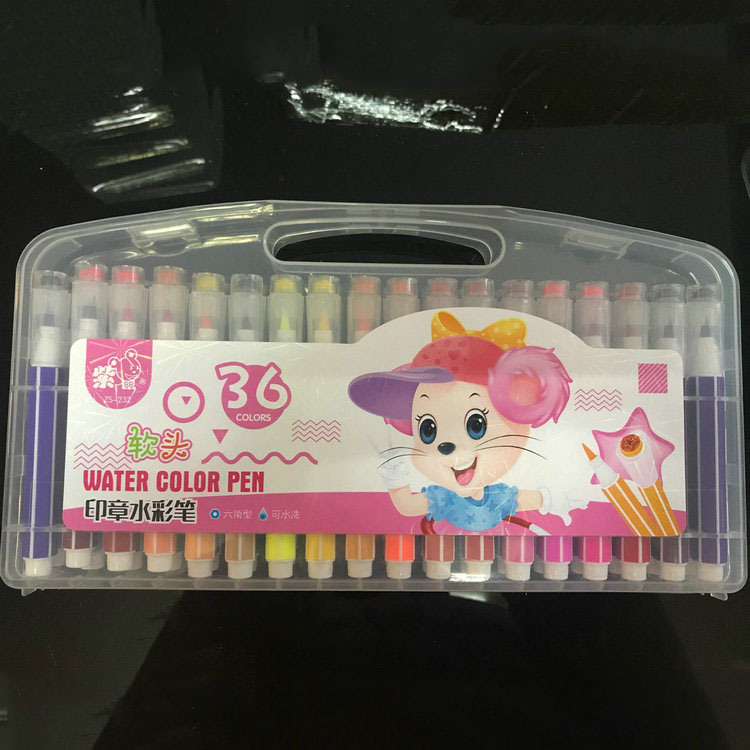 紫羽®
ZS-232
36
COLORS
软头
WATER COLOR PEN
印章水彩笔
六角型 可水洗